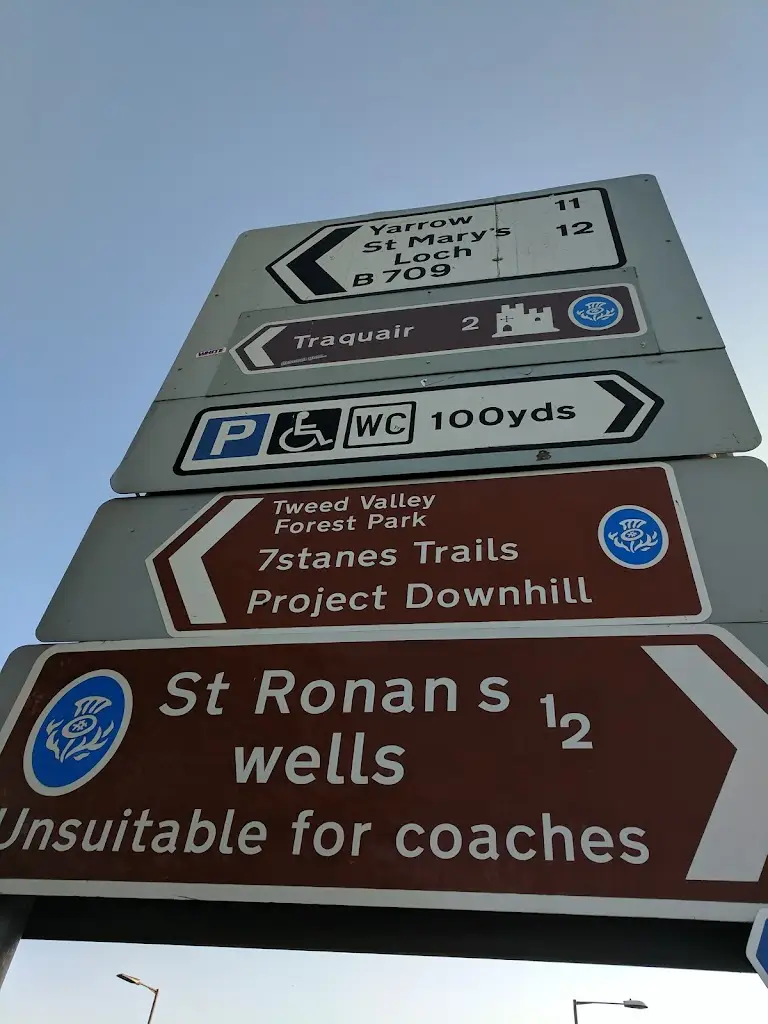 Yarrow 11
St Mary's 12
Loch
B 709
Traquair 2
P WC 100yds
Tweed Valley
Forest Park
7stanes Trails
Project Downhill
St Ronan s ½
wells
Unsuitable for coaches